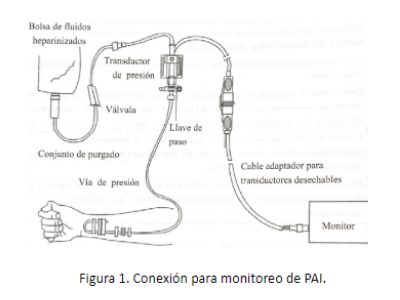 Bolsa de fluídos
heparinizados
Transductor
de presión
Válvula
Llave de
paso
Conjunto de purgado
Cable adaptador para
transductores desechables
Vía de presión
Monitor
Figura 1. Conexión para monitoreo de PAI.